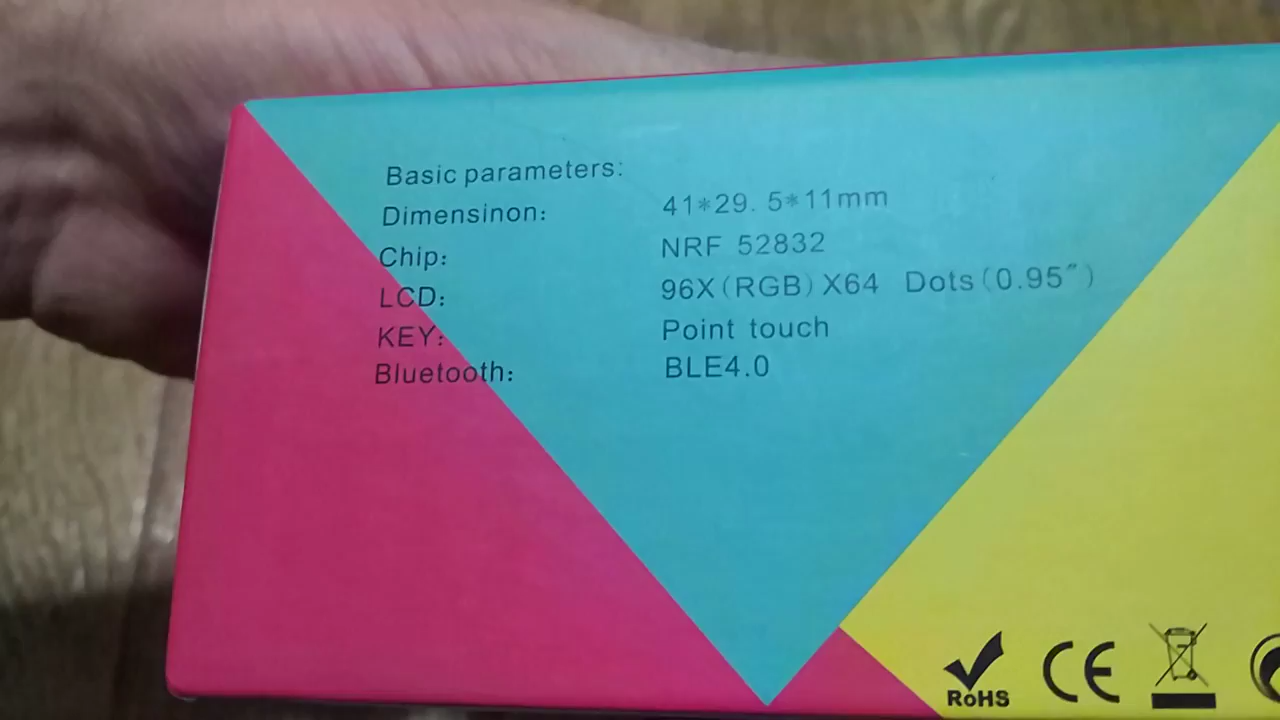 Basic parameters:
Dimensinon: 41*29.5*11mm
Chip: NRF 52832
LCD: 96X(RGB)X64 Dots(0.95″)
KEY: Point touch
Bluetooth: BLE4.0
RoHS CE